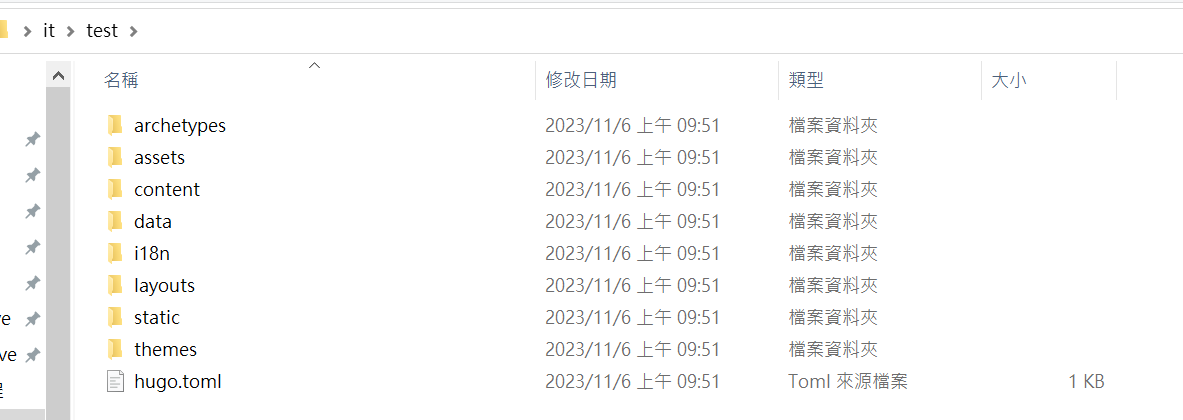 it test
名稱 修改日期 類型 大小
archetypes 2023/11/6 上午 09:51 檔案資料夾
assets 2023/11/6 上午 09:51 檔案資料夾
content 2023/11/6 上午 09:51 檔案資料夾
data 2023/11/6 上午 09:51 檔案資料夾
i18n 2023/11/6 上午 09:51 檔案資料夾
layouts 2023/11/6 上午 09:51 檔案資料夾
static 2023/11/6 上午 09:51 檔案資料夾
themes 2023/11/6 上午 09:51 檔案資料夾
hugo.toml 2023/11/6 上午 09:51 Toml 來源檔案 1 KB